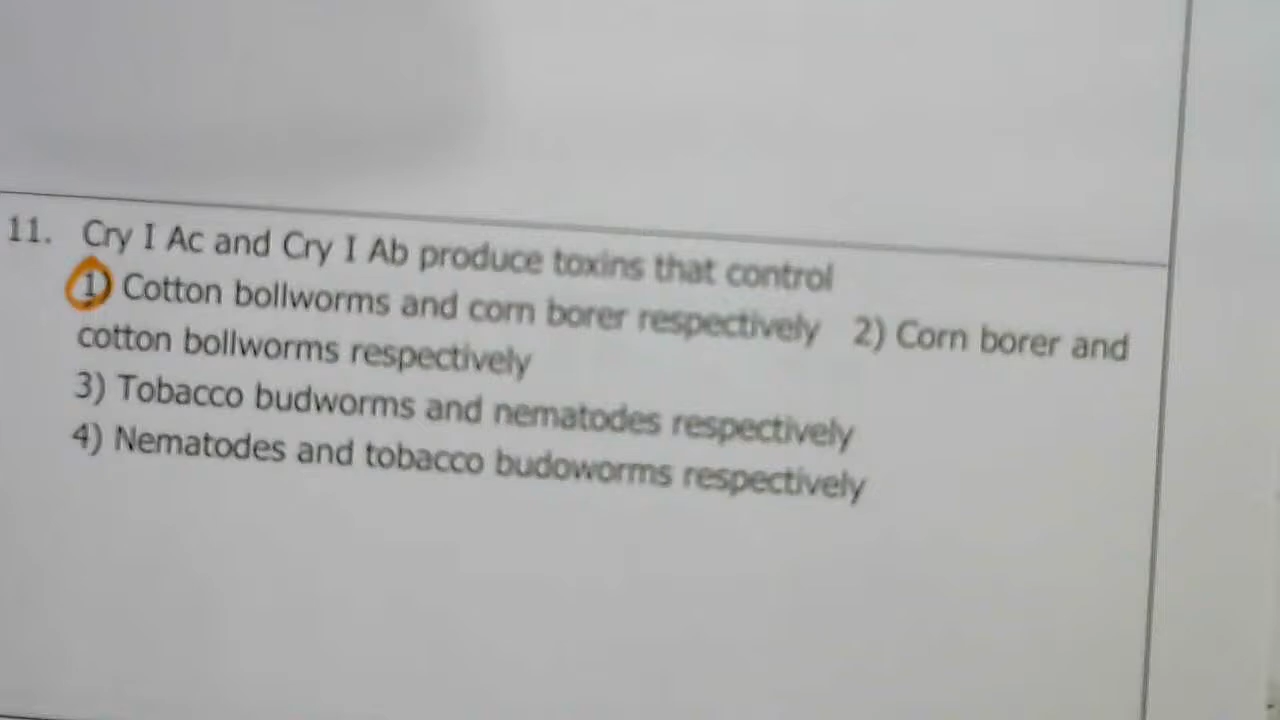 11. Cry I Ac and Cry I Ab produce toxins that control
1) Cotton bollworms and corn borer respectively 2) Corn borer and
cotton bollworms respectively
3) Tobacco budworms and nematodes respectively
4) Nematodes and tobacco budoworms respectively